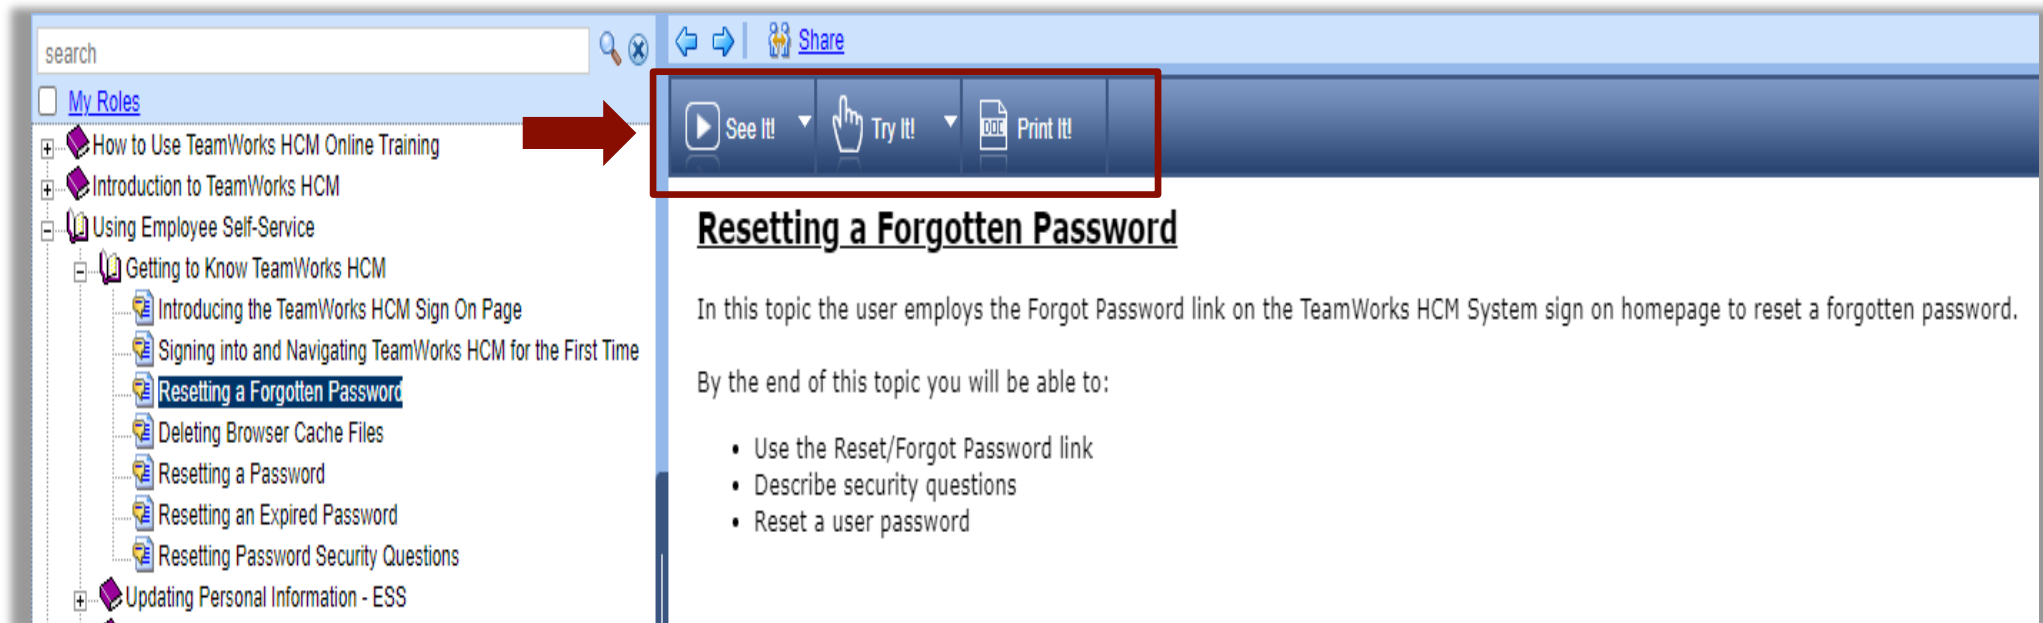 search
My Roles
How to Use TeamWorks HCM Online Training
Introduction to TeamWorks HCM
Using Employee Self-Service
Getting to Know TeamWorks HCM
Introducing the TeamWorks HCM Sign On Page
Signing into and Navigating TeamWorks HCM for the First Time
Resetting a Forgotten Password
Deleting Browser Cache Files
Resetting a Password
Resetting an Expired Password
Resetting Password Security Questions
Updating Personal Information - ESS
Share
See It!
Try It!
DOC
Print It!
Resetting a Forgotten Password
In this topic the user employs the Forgot Password link on the TeamWorks HCM System sign on homepage to reset a forgotten password.
By the end of this topic you will be able to:
• Use the Reset/Forgot Password link
• Describe security questions
• Reset a user password